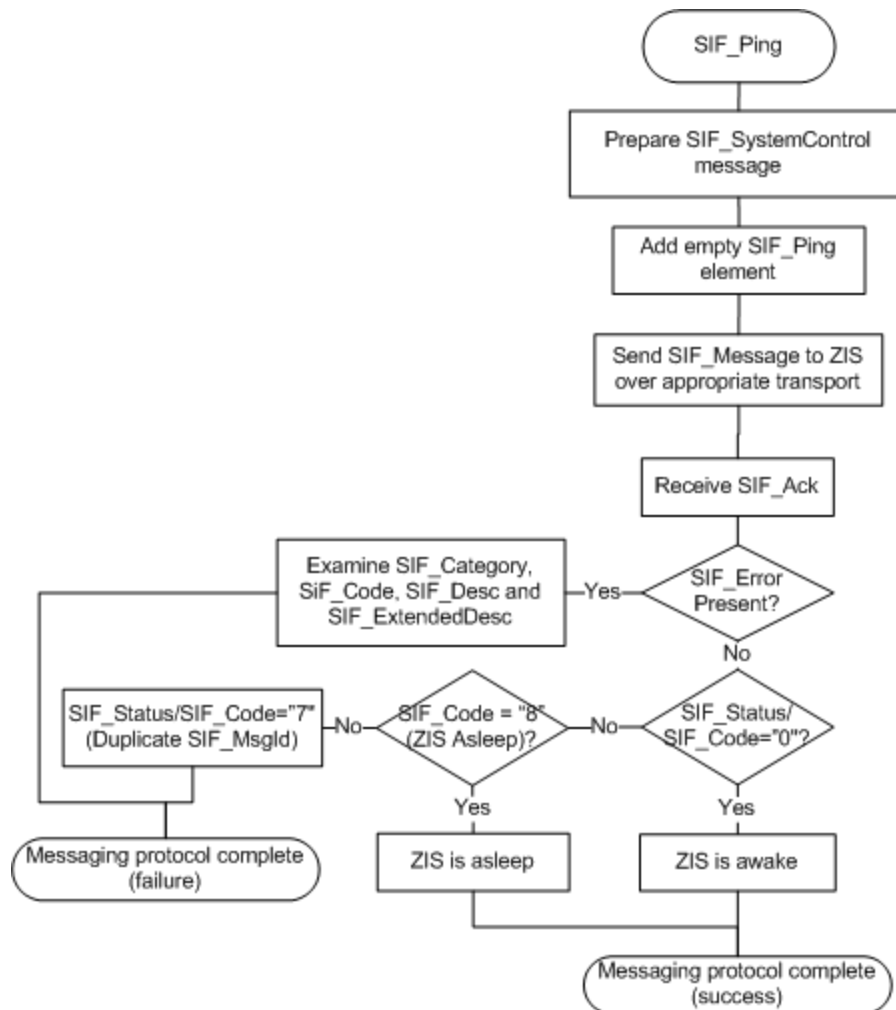 SIF_Ping
Prepare SIF_SystemControl
message
Add empty SIF_Ping
element
Send SIF_Message to ZIS
over appropriate transport
Receive SIF_Ack
SIF_Error
Present?
Yes
Examine SIF_Category,
SiF_Code, SIF_Desc and
SIF_ExtendedDesc
No
SIF_Status/
SIF_Code="0"?
No
SIF_Code = "8"
(ZIS Asleep)?
No
SIF_Status/SIF_Code="7"
(Duplicate SIF_MsgId)
Yes
Yes
ZIS is asleep
ZIS is awake
Messaging protocol complete
(failure)
Messaging protocol complete
(success)